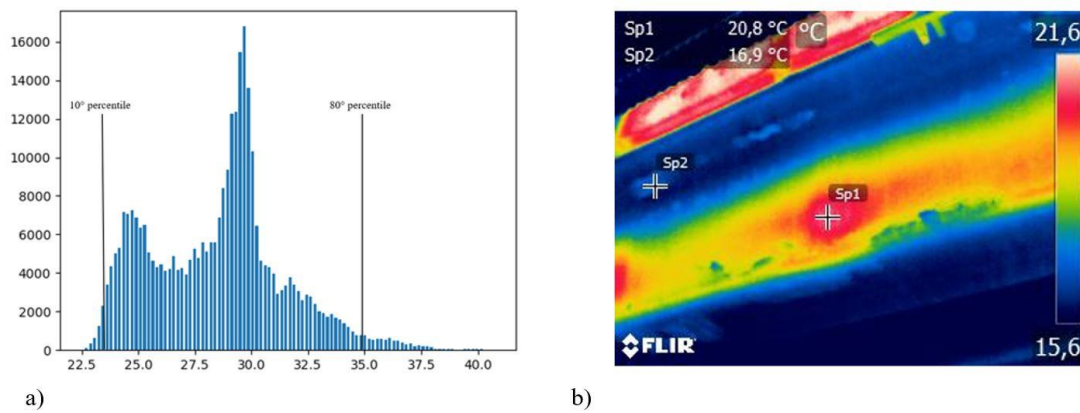 16000
14000
12000
10000
8000
6000
4000
2000
0
10° percentile
80° percentile
22.5 25.0 27.5 30.0 32.5 35.0 37.5 40.0
a)
Sp1 20,8 °C °C
Sp2 16,9 °C
21,6
Sp2
Sp1
FLIR
15,6
b)